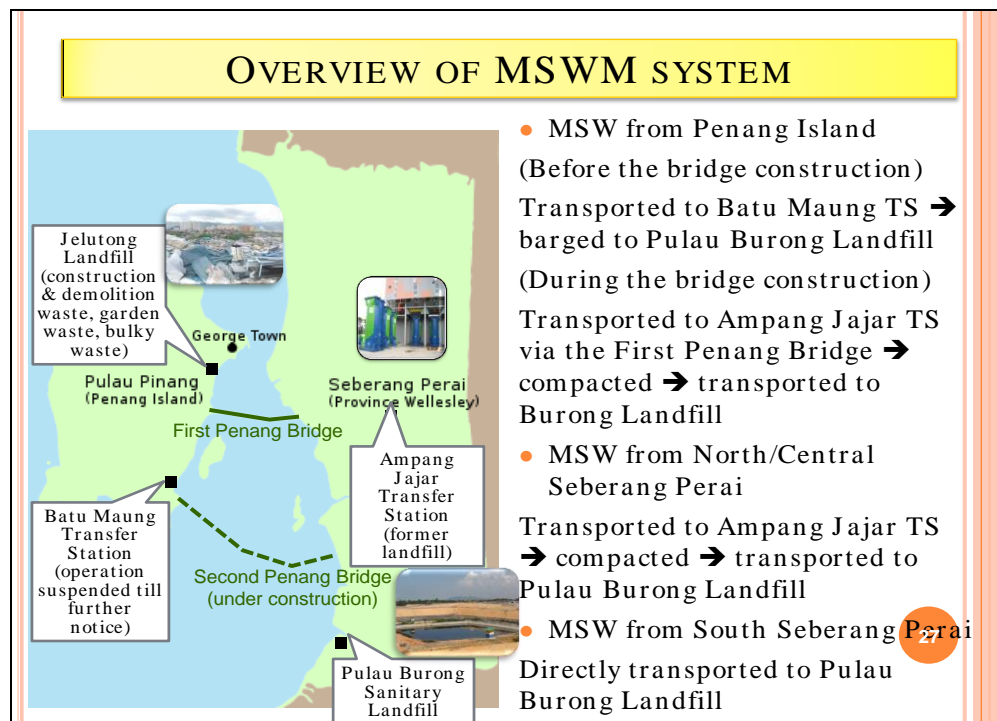 OVERVIEW OF MSWM SYSTEM
Jelutong
Landfill
(construction
& demolition
waste, garden
waste, bulky
waste)
George Town
Pulau Pinang
(Penang Island)
Seberang Perai
(Province Wellesley)
First Penang Bridge
Ampang
Jajar
Transfer
Station
(former
landfill)
Batu Maung
Transfer
Station
(operation
suspended till
further
notice)
Second Penang Bridge
(under construction)
Pulau Burong
Sanitary
Landfill
• MSW from Penang Island
(Before the bridge construction)
Transported to Batu Maung TS ➔
barged to Pulau Burong Landfill
(During the bridge construction)
Transported to Ampang Jajar TS
via the First Penang Bridge ➔
compacted ➔ transported to
Burong Landfill
• MSW from North/Central
Seberang Perai
Transported to Ampang Jajar TS
➔ compacted ➔ transported to
Pulau Burong Landfill
• MSW from South Seberang Perai
Directly transported to Pulau
Burong Landfill
27